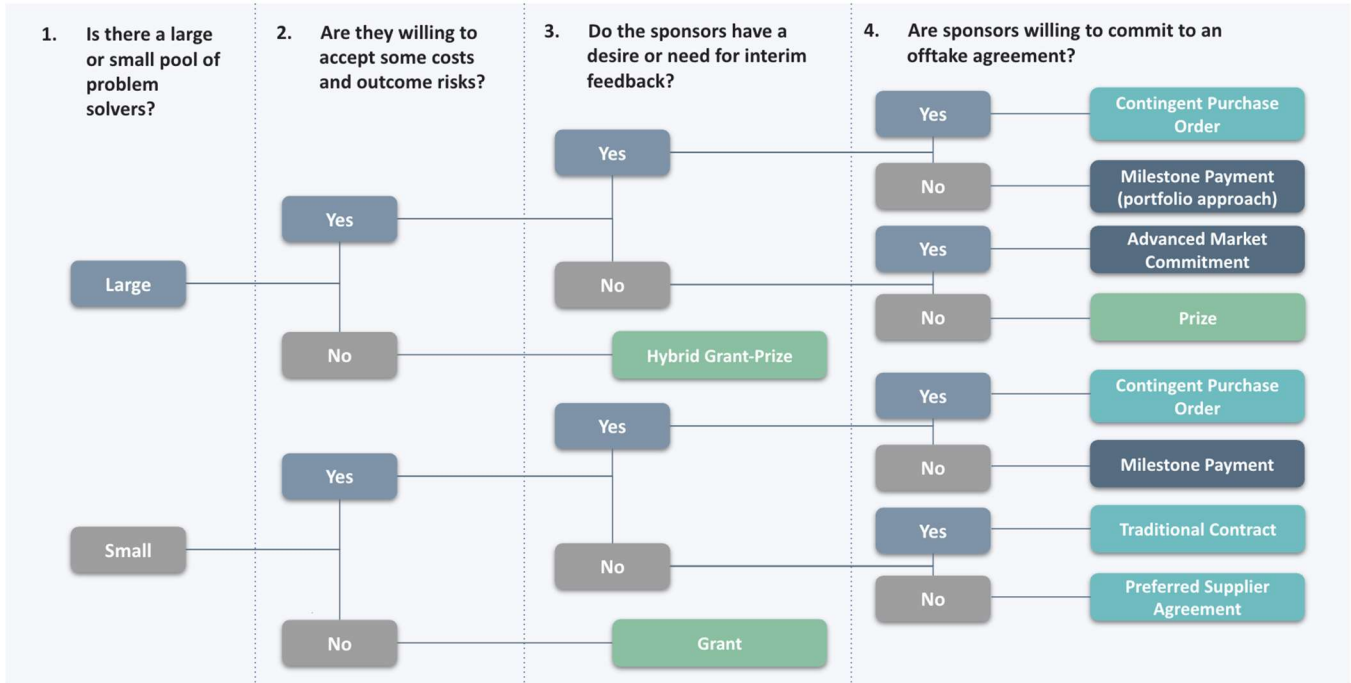 1. Is there a large
or small pool of
problem
solvers?
2. Are they willing to
accept some costs
and outcome risks?
3. Do the sponsors have a
desire or need for interim
feedback?
4. Are sponsors willing to commit to an
offtake agreement?
Large
Yes
Yes
Yes
Contingent Purchase
Order
No
Milestone Payment
(portfolio approach)
No
Yes
Advanced Market
Commitment
No
Prize
No
Hybrid Grant-Prize
Small
Yes
Yes
Yes
Contingent Purchase
Order
No
Milestone Payment
No
Yes
Traditional Contract
No
Preferred Supplier
Agreement
No
Grant